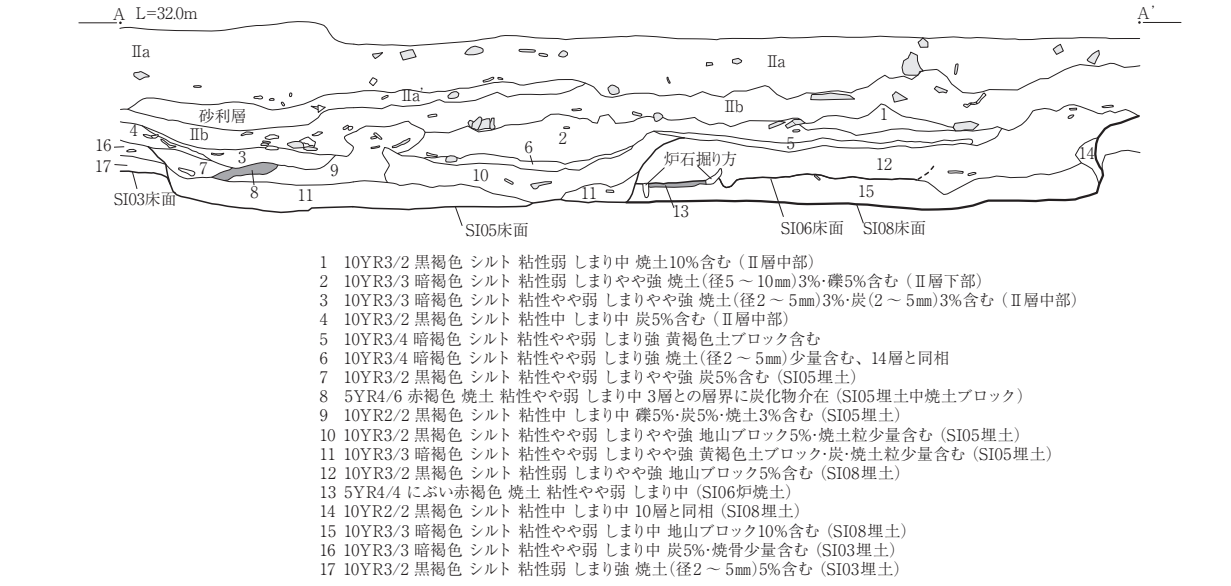 A L=32.0m
A'
Ⅱa
Ⅱa
Ⅱa'
砂利層
Ⅱb
Ⅱb
1
4
2
5
16
3
6
炉石掘り方
12
14
17
7
9
10
8
11
11
15
13
SI03床面
SI05床面
SI06床面
SI08床面
1 10YR3/2 黒褐色 シルト 粘性弱 しまり中 焼土10%含む (Ⅱ層中部)
2 10YR3/3 暗褐色 シルト 粘性弱 しまりやや強 焼土(径5～10㎜)3%・礫5%含む (Ⅱ層下部)
3 10YR3/3 暗褐色 シルト 粘性やや弱 しまりやや強 焼土(径2～5㎜)3%・炭(2～5㎜)3%含む (Ⅱ層中部)
4 10YR3/2 黒褐色 シルト 粘性中 しまり中 炭5%含む (Ⅱ層中部)
5 10YR3/4 暗褐色 シルト 粘性やや弱 しまり強 黄褐色土ブロック含む
6 10YR3/4 暗褐色 シルト 粘性やや弱 しまり強 焼土(径2～5㎜)少量含む、14層と同相
7 10YR3/2 黒褐色 シルト 粘性やや弱 しまりやや強 炭5%含む (SI05埋土)
8 5YR4/6 赤褐色 焼土 粘性やや弱 しまり中 3層との層界に炭化物介在 (SI05埋土中焼土ブロック)
9 10YR2/2 黒褐色 シルト 粘性中 しまり中 礫5%・炭5%・焼土3%含む (SI05埋土)
10 10YR3/2 黒褐色 シルト 粘性やや弱 しまりやや強 地山ブロック5%・焼土粒少量含む (SI05埋土)
11 10YR3/3 暗褐色 シルト 粘性やや弱 しまりやや強 黄褐色土ブロック・炭・焼土粒少量含む (SI05埋土)
12 10YR3/2 黒褐色 シルト 粘性弱 しまりやや強 地山ブロック5%含む (SI08埋土)
13 5YR4/4 にぶい赤褐色 焼土 粘性やや弱 しまり中 (SI06炉焼土)
14 10YR2/2 黒褐色 シルト 粘性中 しまり中 10層と同相 (SI08埋土)
15 10YR3/3 暗褐色 シルト 粘性やや弱 しまり中 地山ブロック10%含む (SI08埋土)
16 10YR3/3 暗褐色 シルト 粘性やや弱 しまり中 炭5%・焼骨少量含む (SI03埋土)
17 10YR3/2 黒褐色 シルト 粘性やや弱 しまり強 焼土(径2～5㎜)5%含む (SI03埋土)